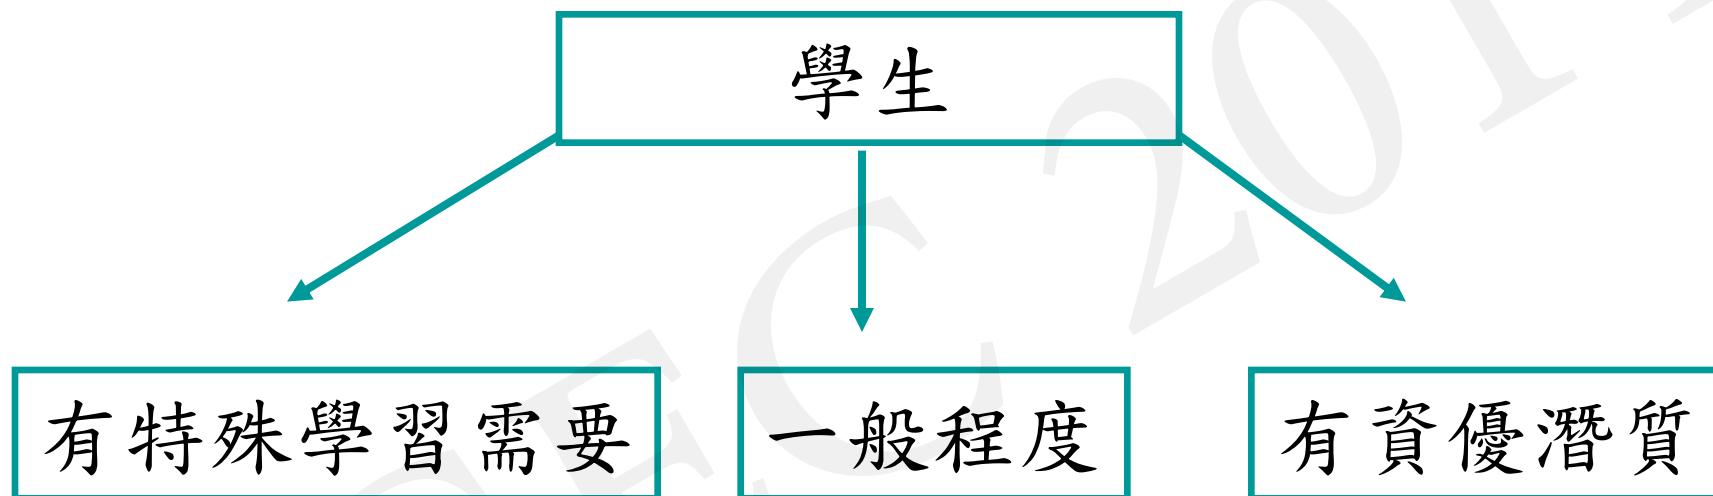 學生
有特殊學習需要
一般程度
有資優潛質